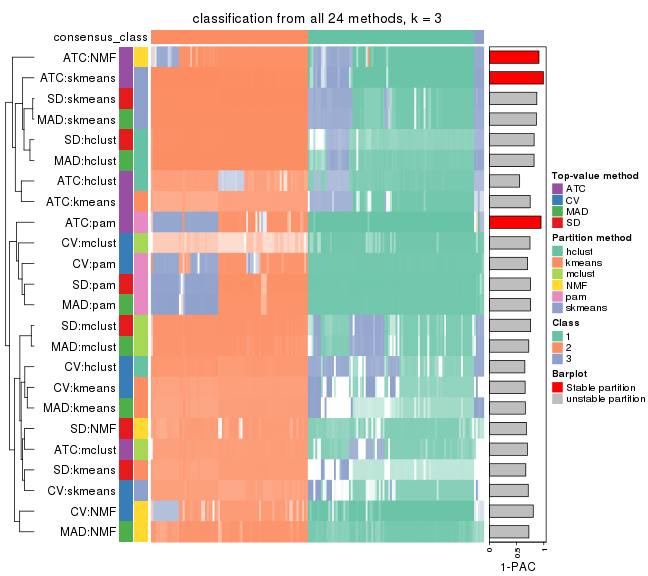 classification from all 24 methods, k = 3
consensus_class
ATC:NMF
ATC:skmeans
SD:skmeans
MAD:skmeans
SD:hclust
MAD:hclust
ATC:hclust
ATC:kmeans
ATC:pam
CV:mclust
CV:pam
SD:pam
MAD:pam
SD:mclust
MAD:mclust
CV:hclust
CV:kmeans
MAD:kmeans
SD:NMF
ATC:mclust
SD:kmeans
CV:skmeans
CV:NMF
MAD:NMF
0 0.5 1
1-PAC
Top-value method
ATC
CV
MAD
SD
Partition method
hclust
kmeans
mclust
NMF
pam
skmeans
Class
1
2
3
Barplot
Stable partition
unstable partition